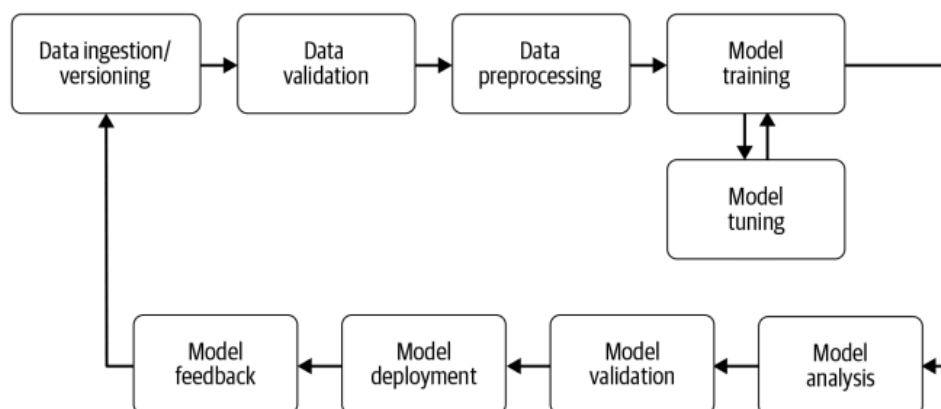 Data ingestion/
versioning
Data
validation
Data
preprocessing
Model
training
Model
tuning
Model
feedback
Model
deployment
Model
validation
Model
analysis